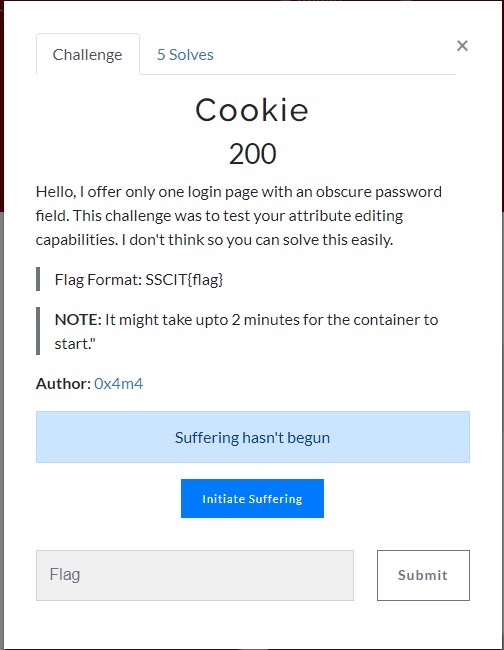 Challenge
5 Solves
×
Cookie
200
Hello, I offer only one login page with an obscure password
field. This challenge was to test your attribute editing
capabilities. I don't think so you can solve this easily.
Flag Format: SSCIT{flag}
NOTE: It might take upto 2 minutes for the container to
start."
Author: 0x4m4
Suffering hasn't begun
Initiate Suffering
Flag
Submit